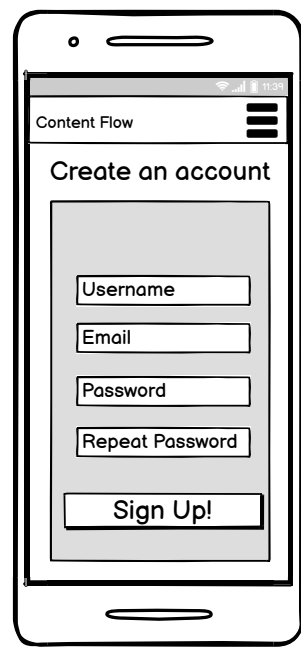 11:39
Content Flow
Create an account
Username
Email
Password
Repeat Password
Sign Up!